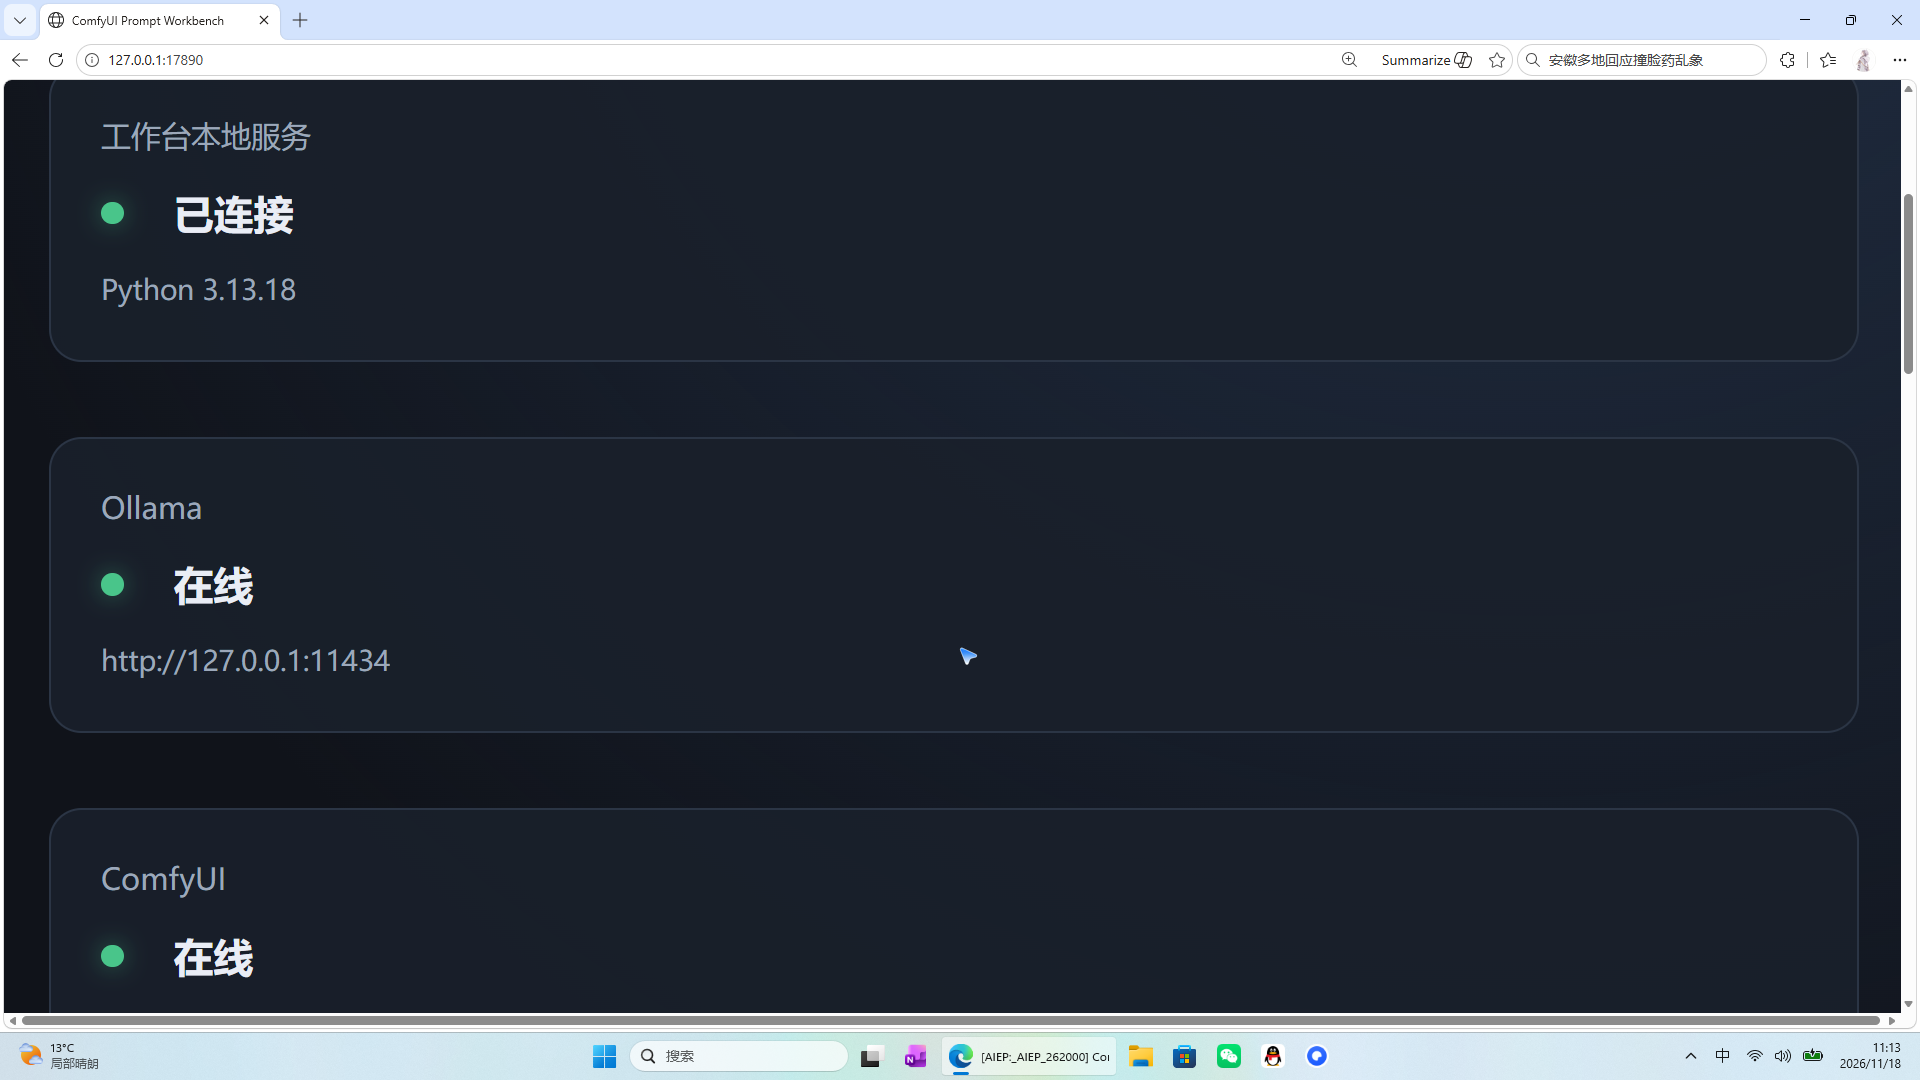 ComfyUI Prompt Workbench
127.0.0.1:17890
Summarize
安徽多地回应撞脸药乱象
工作台本地服务
已连接
Python 3.13.18
Ollama
在线
http://127.0.0.1:11434
ComfyUI
在线
13°C
局部晴朗
搜索
[AIEP:_AIEP_262000] Coi
中
11:13
2026/11/18